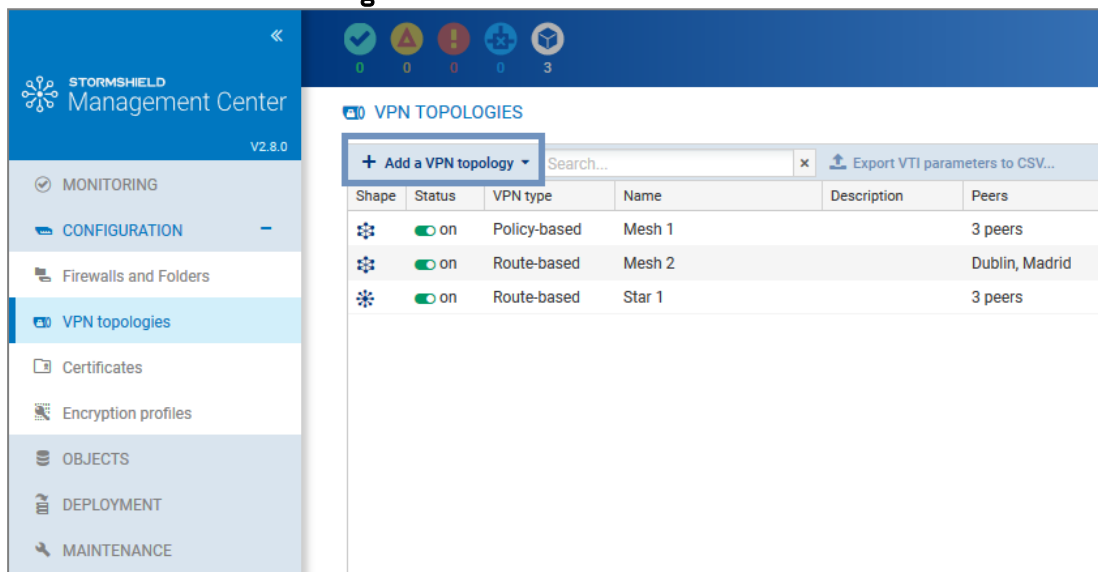 «
STORMSHIELD
Management Center
V2.8.0
0 0 0 0 3
MONITORING
CONFIGURATION −
Firewalls and Folders
VPN topologies
Certificates
Encryption profiles
OBJECTS
DEPLOYMENT
MAINTENANCE
VPN TOPOLOGIES
+ Add a VPN topology Search... × Export VTI parameters to CSV...
Shape Status VPN type Name Description Peers
on Policy-based Mesh 1 3 peers
on Route-based Mesh 2 Dublin, Madrid
on Route-based Star 1 3 peers